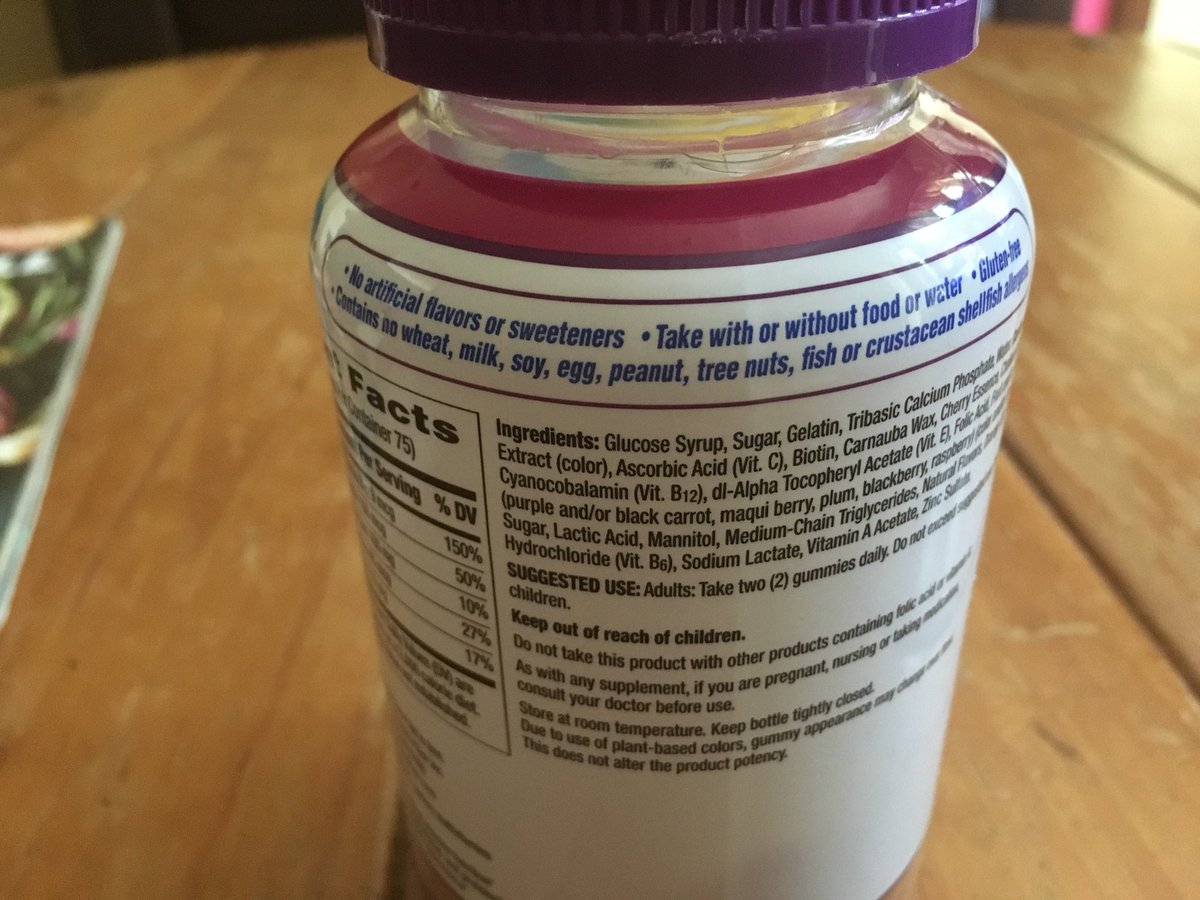 • No artificial flavors or sweeteners • Take with or without food or water • Gluten-free
• Contains no wheat, milk, soy, egg, peanut, tree nuts, fish or crustacean shellfish allergens
Facts
Container 75)
Per Serving % DV
mcg 150%
50%
10%
27%
17%
(DV) are
calorie diet.
established.
Ingredients: Glucose Syrup, Sugar, Gelatin, Tribasic Calcium Phosphate, Water,
Extract (color), Ascorbic Acid (Vit. C), Biotin, Carnauba Wax, Cherry Essence,
Cyanocobalamin (Vit. B12), dl-Alpha Tocopheryl Acetate (Vit. E), Folic Acid,
(purple and/or black carrot, maqui berry, plum, blackberry, raspberry
Sugar, Lactic Acid, Mannitol, Medium-Chain Triglycerides, Natural Flavors,
Hydrochloride (Vit. B6), Sodium Lactate, Vitamin A Acetate, Zinc Sulfate.
SUGGESTED USE: Adults: Take two (2) gummies daily. Do not exceed
children.
Keep out of reach of children.
Do not take this product with other products containing folic acid or
As with any supplement, if you are pregnant, nursing or taking medication,
consult your doctor before use.
Store at room temperature. Keep bottle tightly closed.
Due to use of plant-based colors, gummy appearance may change over time.
This does not alter the product potency.